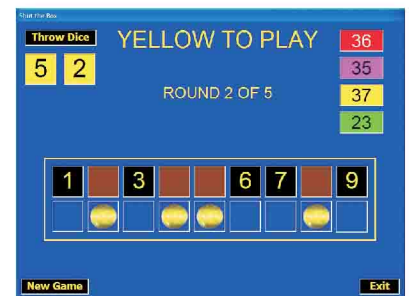 Shut the Box
Throw Dice
YELLOW TO PLAY
5 2
ROUND 2 OF 5
36
35
37
23
1 3 6 7 9
New Game
Exit